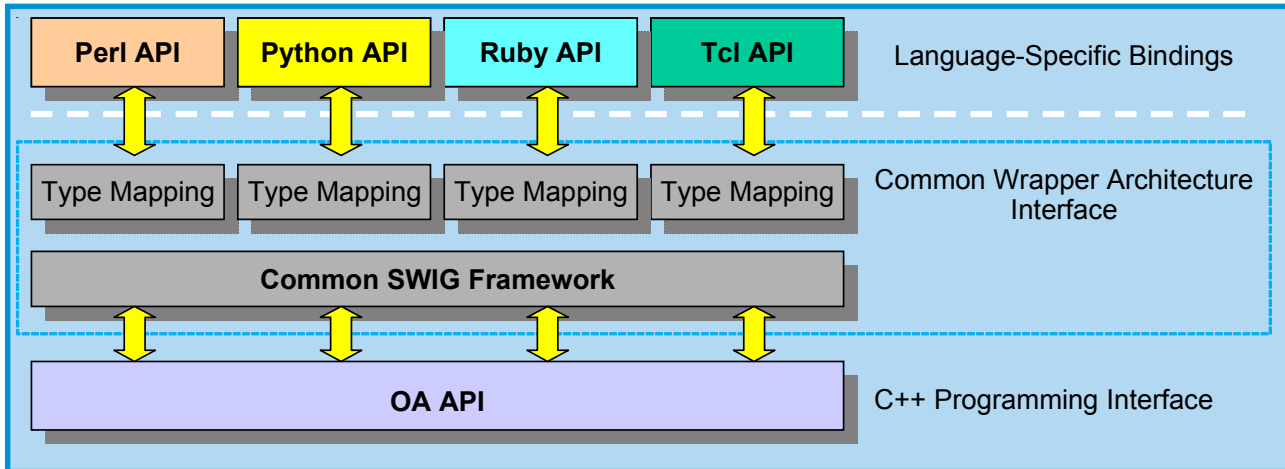 Perl API
Python API
Ruby API
Tcl API
Language-Specific Bindings
Type Mapping
Type Mapping
Type Mapping
Type Mapping
Common Wrapper Architecture
Interface
Common SWIG Framework
OA API
C++ Programming Interface